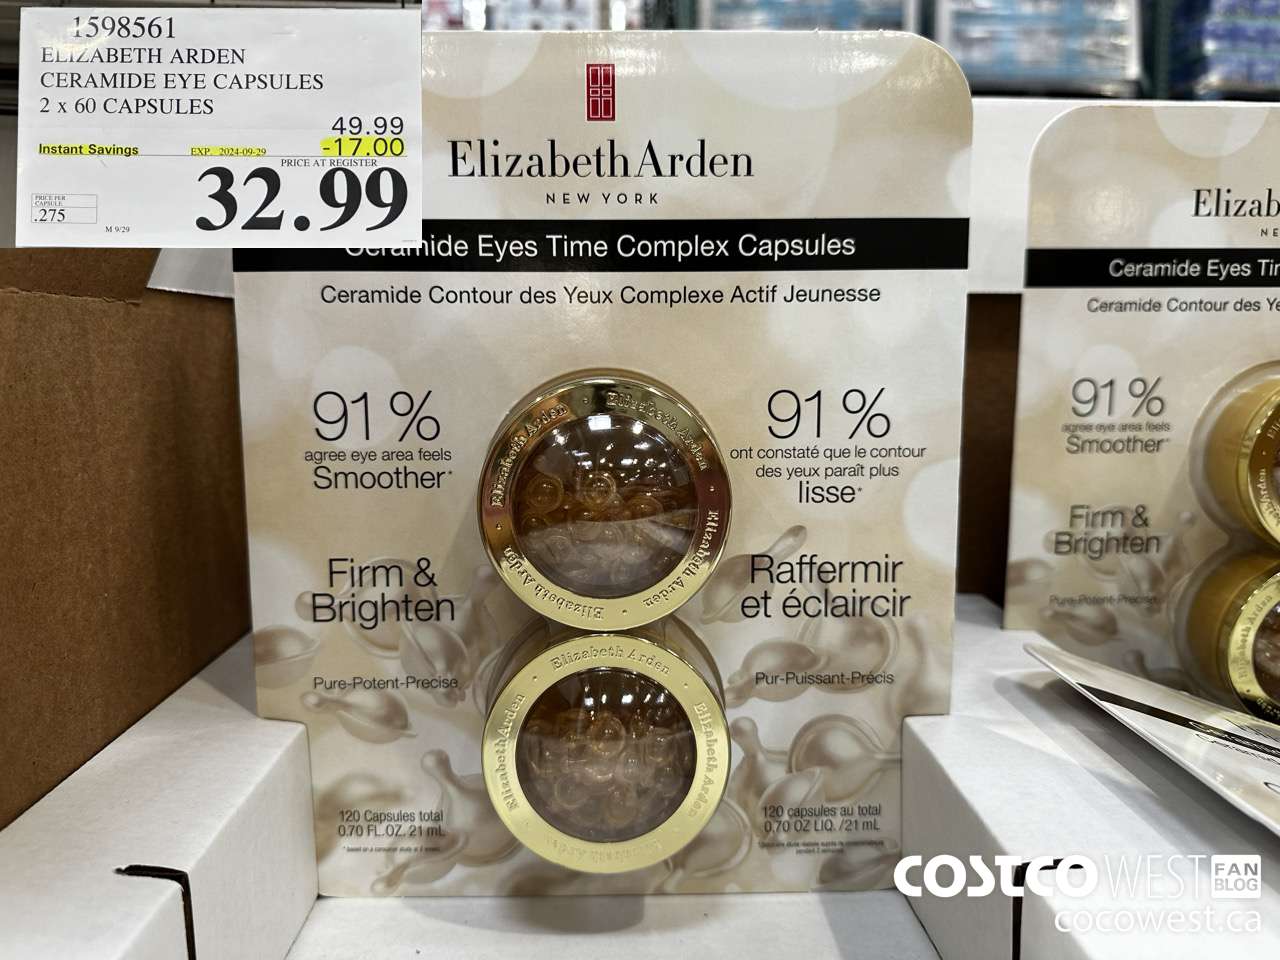 1598561
ELIZABETH ARDEN
CERAMIDE EYE CAPSULES
2 x 60 CAPSULES
49.99
Instant Savings EXP. 2024-09-29 -17.00
PRICE AT REGISTER
32.99
PRICE PER
CAPSULE
.275
M 9/29
Elizabeth Arden
NEW YORK
Ceramide Eyes Time Complex Capsules
Ceramide Contour des Yeux Complexe Actif Jeunesse
91%
agree eye area feels
Smoother*
Firm &
Brighten
Pure-Potent-Precise
120 Capsules total
0.70 FL.OZ. 21 mL
91%
ont constaté que le contour
des yeux paraît plus
lisse*
Raffermir
et éclaircir
Pur-Puissant-Précis
120 capsules au total
0.70 OZ LIQ./21 mL
Elizabeth Arden · Elizabeth Arden · Elizabeth Arden · Elizabeth Arden
Elizabeth Arden · Elizabeth Arden · Elizabeth Arden · Elizabeth Arden
Elizab
NE
Ceramide Eyes Tim
Ceramide Contour des Ye
91%
agree eye area feels
Smoother*
Firm &
Brighten
Pure-Potent-Precise
COSTCO WEST FAN BLOG
cocowest.ca